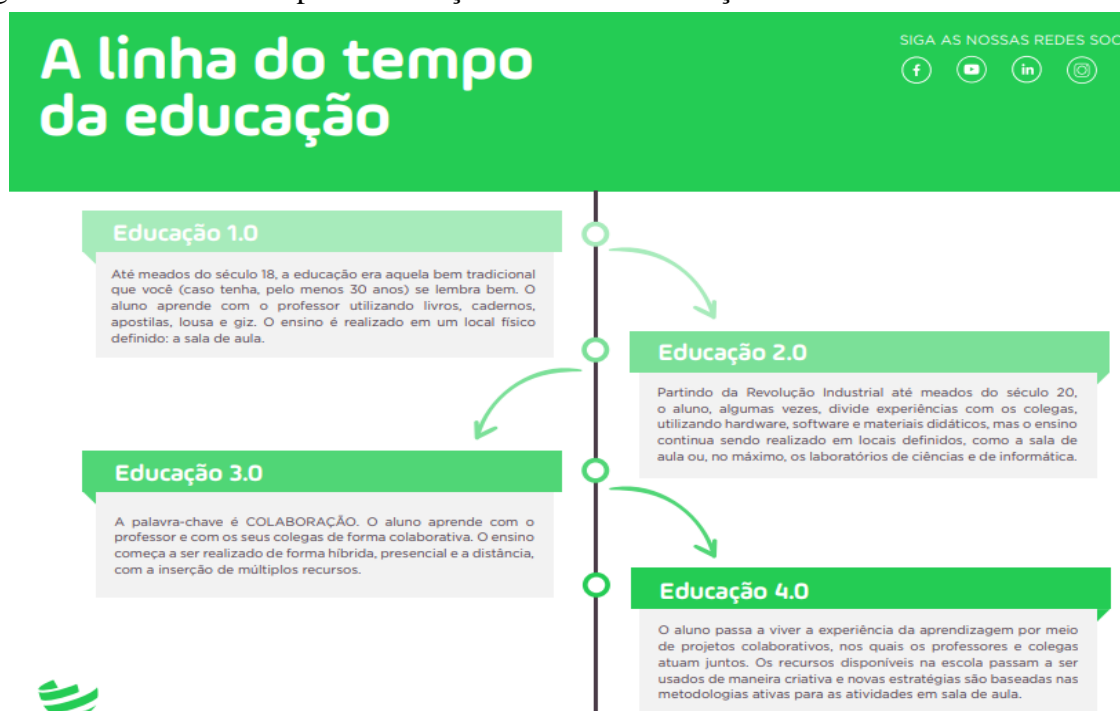 A linha do tempo
da educação
SIGA AS NOSSAS REDES SOC
Educação 1.0
Até meados do século 18, a educação era aquela bem tradicional
que você (caso tenha, pelo menos 30 anos) se lembra bem. O
aluno aprende com o professor utilizando livros, cadernos,
apostilas, lousa e giz. O ensino é realizado em um local físico
definido: a sala de aula.
Educação 2.0
Partindo da Revolução Industrial até meados do século 20,
o aluno, algumas vezes, divide experiências com os colegas,
utilizando hardware, software e materiais didáticos, mas o ensino
continua sendo realizado em locais definidos, como a sala de
aula ou, no máximo, os laboratórios de ciências e de informática.
Educação 3.0
A palavra-chave é COLABORAÇÃO. O aluno aprende com o
professor e com os seus colegas de forma colaborativa. O ensino
começa a ser realizado de forma híbrida, presencial e a distância,
com a inserção de múltiplos recursos.
Educação 4.0
O aluno passa a viver a experiência da aprendizagem por meio
de projetos colaborativos, nos quais os professores e colegas
atuam juntos. Os recursos disponíveis na escola passam a ser
usados de maneira criativa e novas estratégias são baseadas nas
metodologias ativas para as atividades em sala de aula.